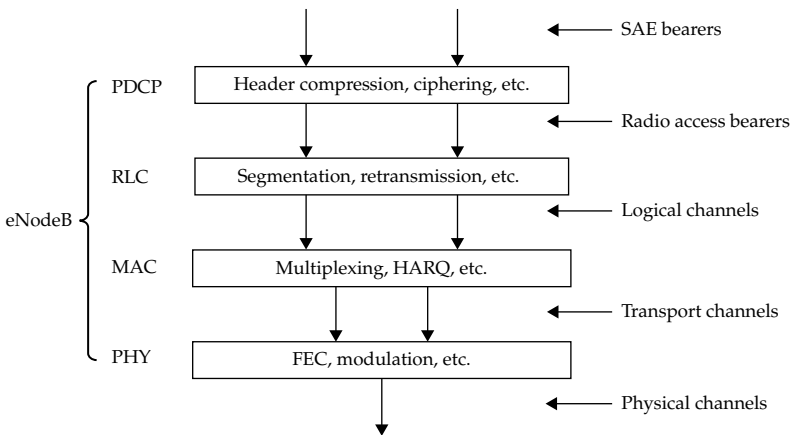 SAE bearers
PDCP
Header compression, ciphering, etc.
Radio access bearers
RLC
Segmentation, retransmission, etc.
Logical channels
eNodeB
MAC
Multiplexing, HARQ, etc.
Transport channels
PHY
FEC, modulation, etc.
Physical channels